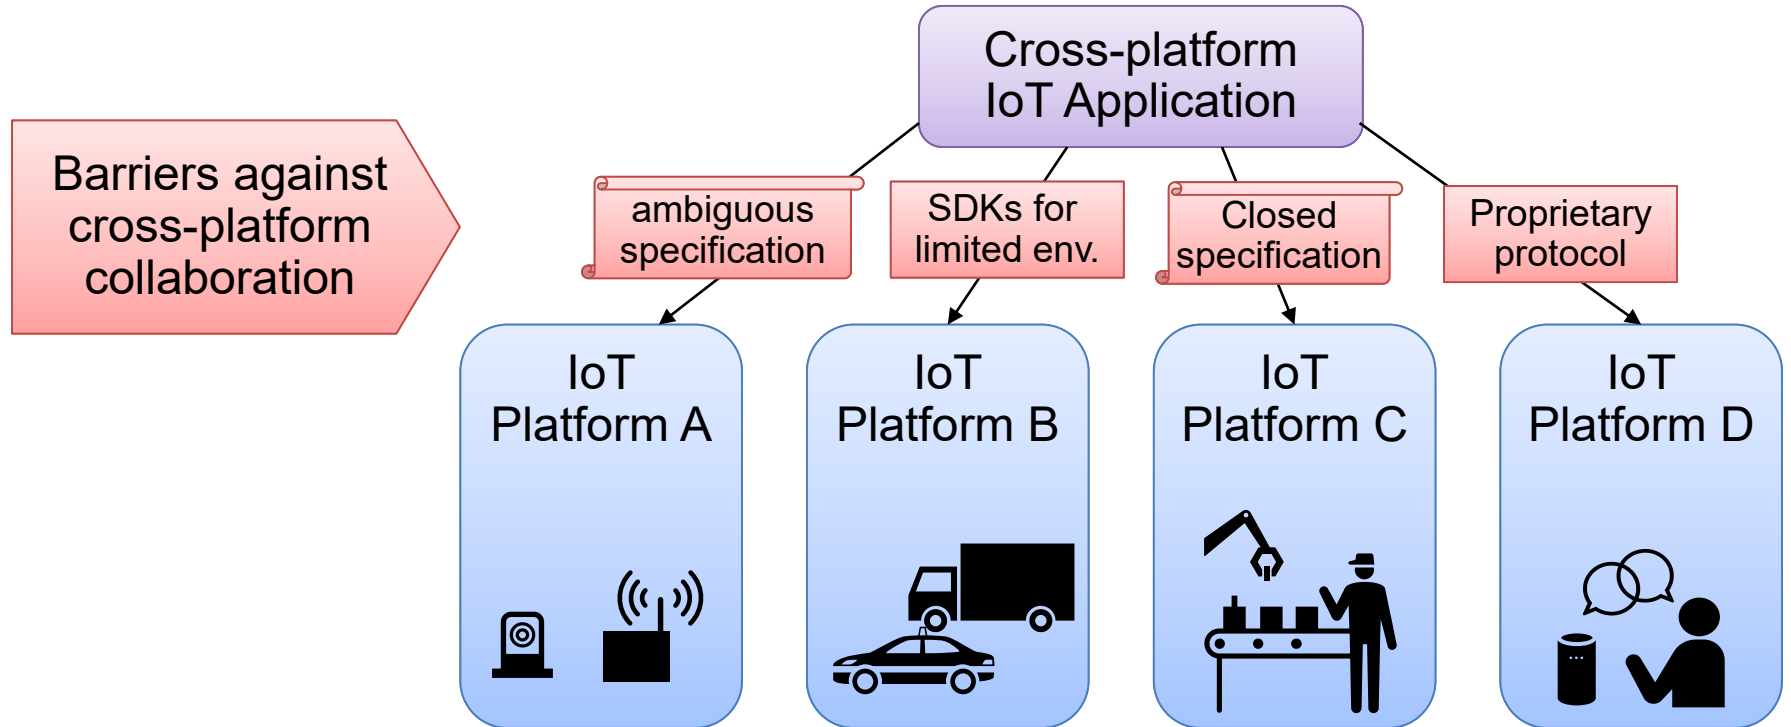 Cross-platform
IoT Application
Barriers against
cross-platform
collaboration
ambiguous
specification
SDKs for
limited env.
Closed
specification
Proprietary
protocol
IoT
Platform A
IoT
Platform B
IoT
Platform C
IoT
Platform D